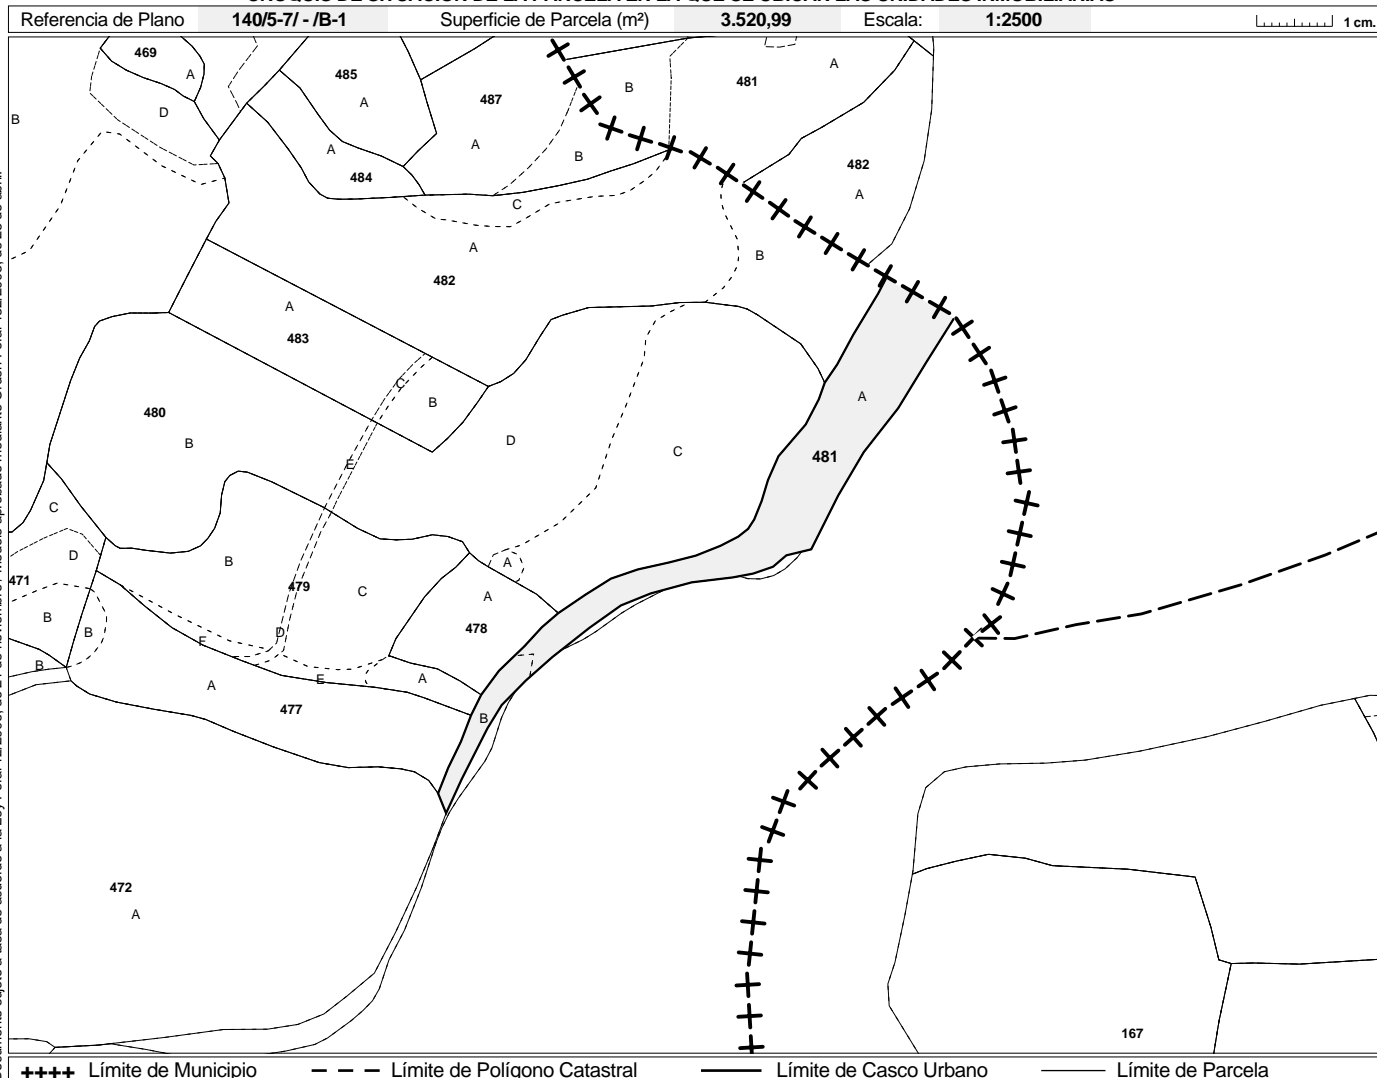 Referencia de Plano 140/5-7/ - /B-1 Superficie de Parcela (m²) 3.520,99 Escala: 1:2500 1 cm.
469
A
D
B
485
A
487
A
B
481
A
A
484
B
482
A
C
A
482
B
A
483
C
B
480
B
D
C
A
481
E
C
D
471
B
B
B
B
479
C
A
A
478
D
F
E
A
A
477
B
472
A
167
Límite de Municipio Límite de Polígono Catastral Límite de Casco Urbano Límite de Parcela